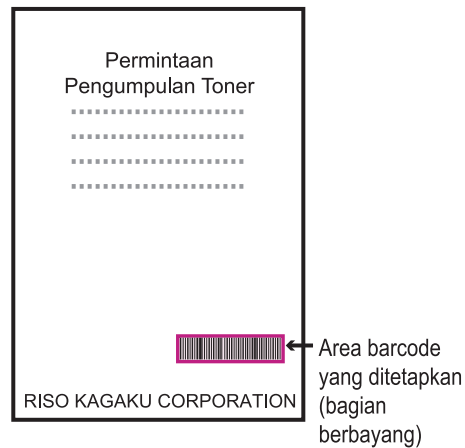 Permintaan
Pengumpulan Toner
RISO KAGAKU CORPORATION
Area barcode
yang ditetapkan
(bagian
berbayang)